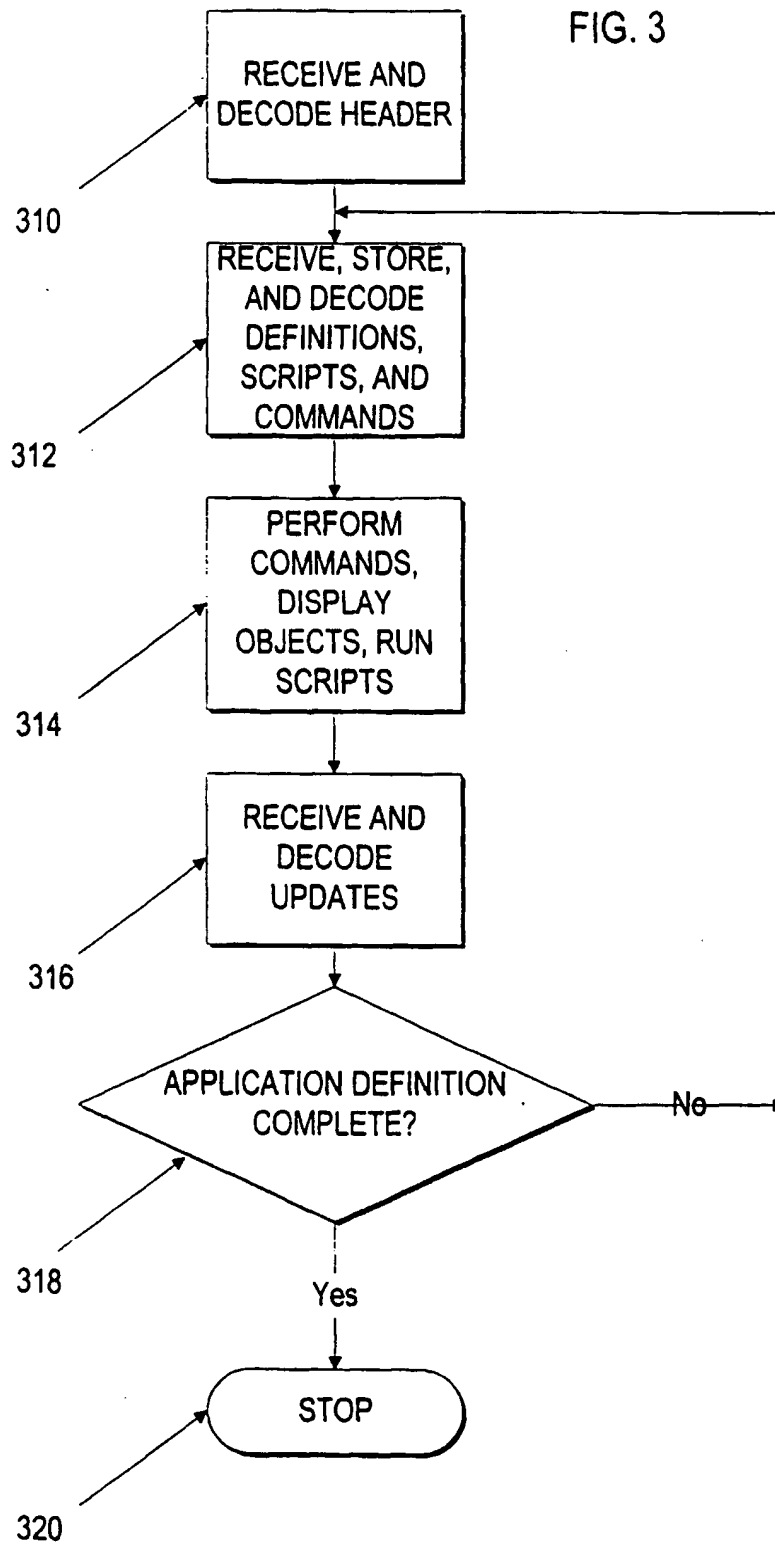 FIG. 3
RECEIVE AND
DECODE HEADER
310
RECEIVE, STORE,
AND DECODE
DEFINITIONS,
SCRIPTS, AND
COMMANDS
312
PERFORM
COMMANDS,
DISPLAY
OBJECTS, RUN
SCRIPTS
314
RECEIVE AND
DECODE
UPDATES
316
APPLICATION DEFINITION
COMPLETE?
No
318
Yes
STOP
320